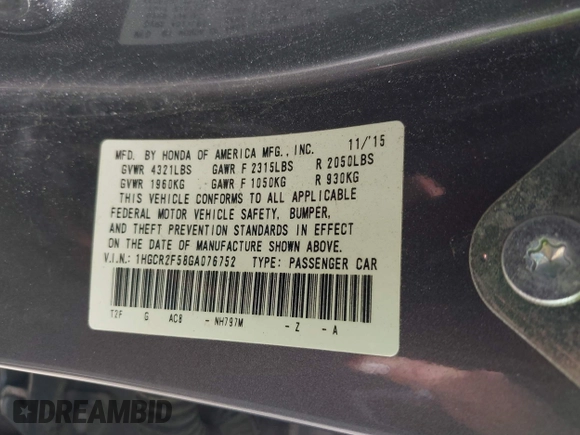 MFD. BY HONDA OF AMERICA MFG., INC. 11/'15
GVWR 4321LBS GAWR F 2315LBS R 2050LBS
GVWR 1960KG GAWR F 1050KG R 930KG
THIS VEHICLE CONFORMS TO ALL APPLICABLE
FEDERAL MOTOR VEHICLE SAFETY, BUMPER,
AND THEFT PREVENTION STANDARDS IN EFFECT
ON THE DATE OF MANUFACTURE SHOWN ABOVE.
V.I.N.: 1HGCR2F58GA076752 TYPE: PASSENGER CAR
T2F G AC8 - NH797M - Z - A
DREAMBID